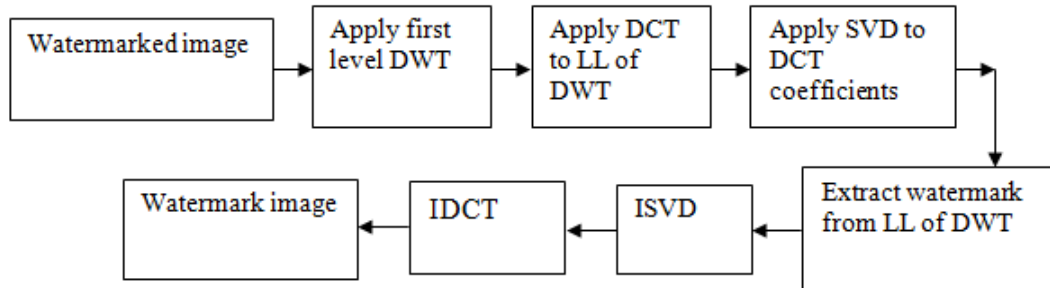 Watermarked image
Apply first
level DWT
Apply DCT
to LL of
DWT
Apply SVD to
DCT
coefficients
Extract watermark
from LL of DWT
ISVD
IDCT
Watermark image